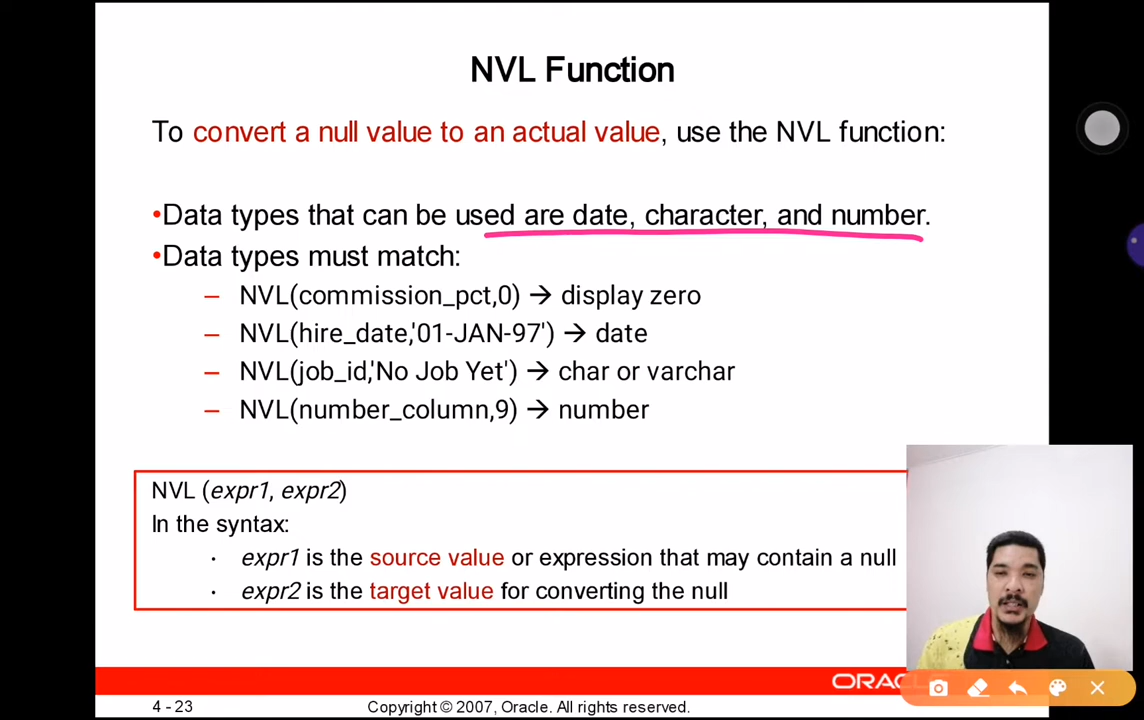 NVL Function
To convert a null value to an actual value, use the NVL function:
•Data types that can be used are date, character, and number.
•Data types must match:
– NVL(commission_pct,0) → display zero
– NVL(hire_date,'01-JAN-97') → date
– NVL(job_id,'No Job Yet') → char or varchar
– NVL(number_column,9) → number
NVL (expr1, expr2)
In the syntax:
· expr1 is the source value or expression that may contain a null
· expr2 is the target value for converting the null
ORACLE
4 - 23
Copyright © 2007, Oracle. All rights reserved.